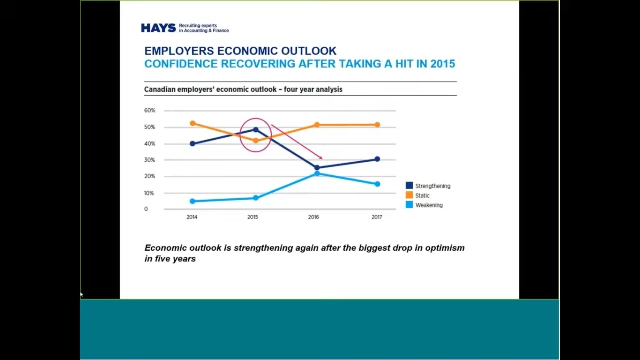 HAYS Recruiting experts
in Accounting & Finance
EMPLOYERS ECONOMIC OUTLOOK
CONFIDENCE RECOVERING AFTER TAKING A HIT IN 2015
Canadian employers' economic outlook – four year analysis
60%
50%
40%
30%
20%
10%
0
2014 2015 2016 2017
Strengthening
Static
Weakening
Economic outlook is strengthening again after the biggest drop in optimism
in five years